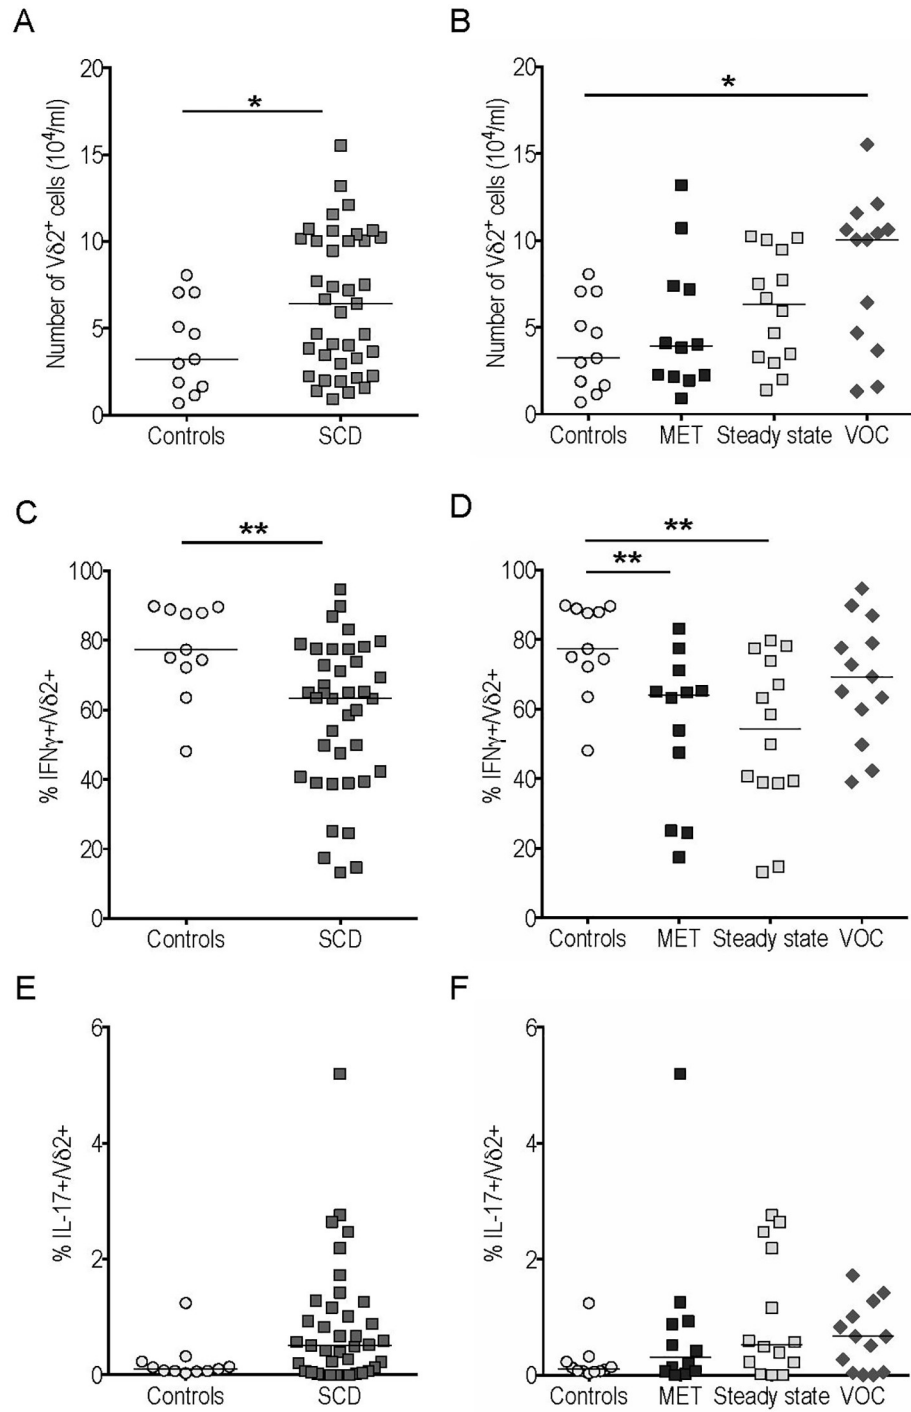 A
B
Number of Vδ2+ cells (10⁴/ml)
20
15
10
5
0
*
Controls
SCD
Number of Vδ2+ cells (10⁴/ml)
20
15
10
5
0
*
Controls
MET
Steady state
VOC
C
D
% IFNγ+/Vδ2+
100
80
60
40
20
0
**
Controls
SCD
% IFNγ+/Vδ2+
100
80
60
40
20
0
**
**
Controls
MET
Steady state
VOC
E
F
% IL-17+/Vδ2+
6
4
2
0
Controls
SCD
% IL-17+/Vδ2+
6
4
2
0
Controls
MET
Steady state
VOC